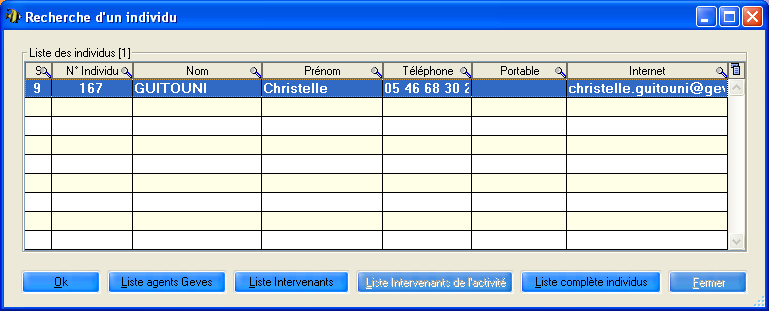 Recherche d'un individu
Liste des individus [1]
S N° Individu Nom Prénom Téléphone Portable Internet
9 167 GUITOUNI Christelle 05 46 68 30 christelle.guitouni@gev
Ok Liste agents Geves Liste Intervenants Liste Intervenants de l'activité Liste complète individus Fermer